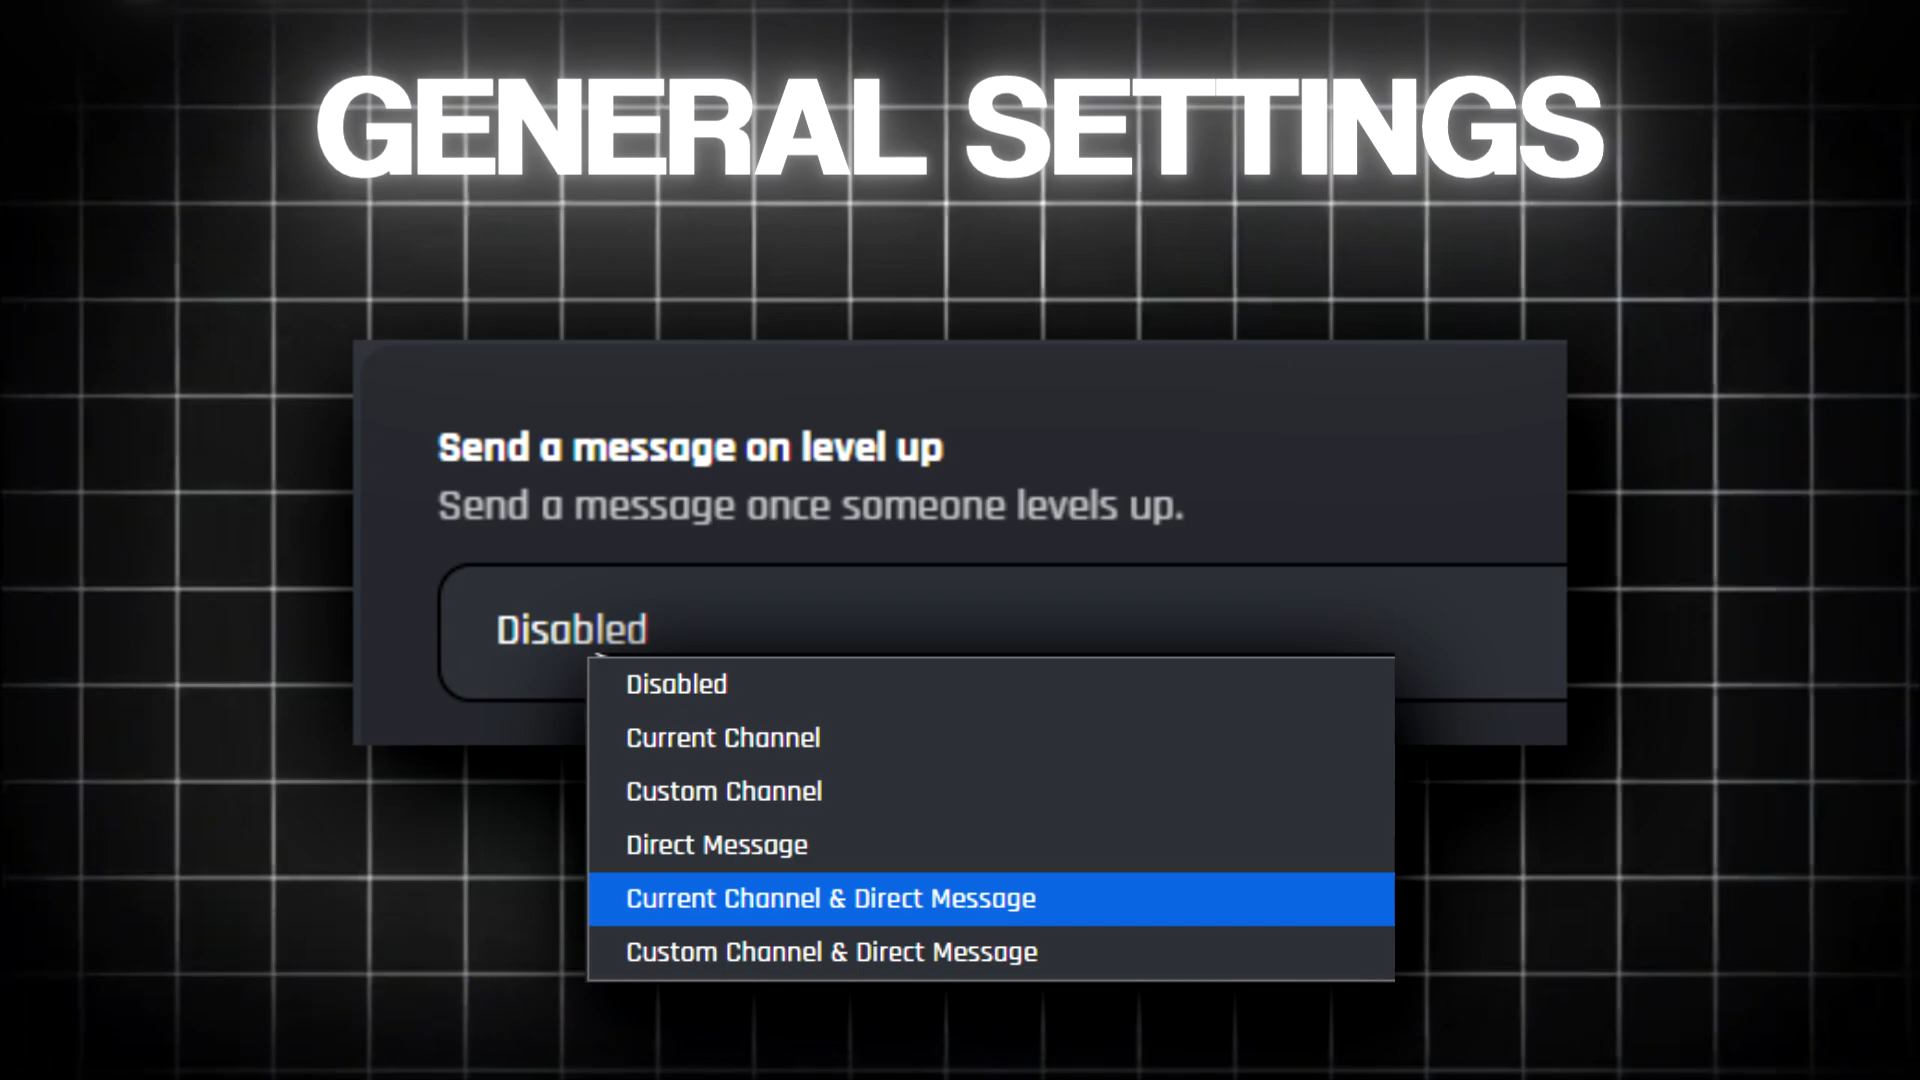 GENERAL SETTINGS
Send a message on level up
Send a message once someone levels up.
Disabled
Disabled
Current Channel
Custom Channel
Direct Message
Current Channel & Direct Message
Custom Channel & Direct Message